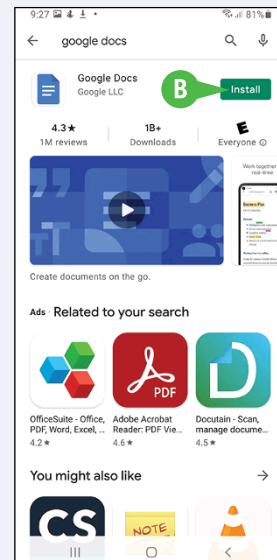 9:27 81%
google docs
Google Docs
Google LLC
B
Install
4.3★ 1B+ E
1M reviews Downloads Everyone
Work together
real-time
Create documents on the go.
Ads · Related to your search
PDF
OfficeSuite - Office, Adobe Acrobat Docutain - Scan,
PDF, Word, Excel, ... Reader: PDF Vie... manage docume...
4.2★ 4.6★ 4.5★
You might also like
CS NOTE